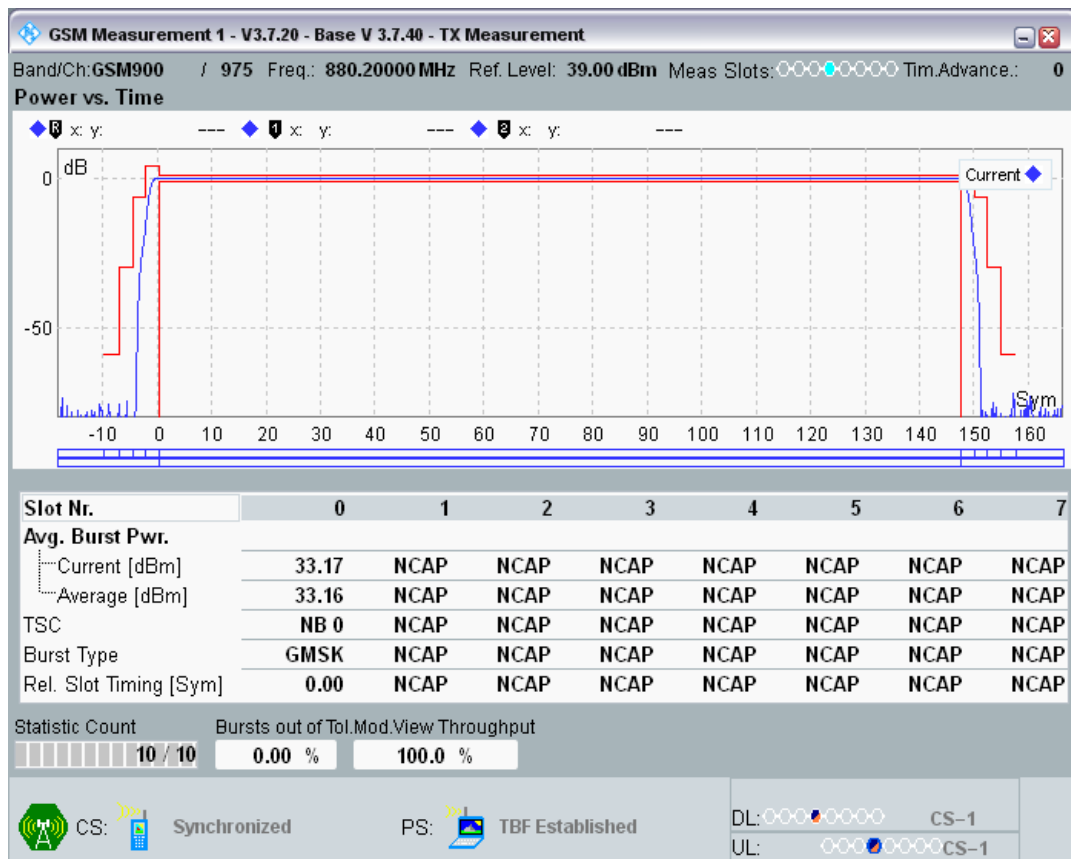 GSM Measurement 1 - V3.7.20 - Base V 3.7.40 - TX Measurement
Band/Ch:GSM900 / 975 Freq.: 880.20000 MHz Ref. Level: 39.00 dBm Meas Slots: Tim.Advance.: 0
Power vs. Time
R x: y: --- 1 x: y: --- 2 x: y: ---
dB
0
Current
-50
Sym
-10 0 10 20 30 40 50 60 70 80 90 100 110 120 130 140 150 160
Slot Nr. 0 1 2 3 4 5 6 7
Avg. Burst Pwr.
Current [dBm] 33.17 NCAP NCAP NCAP NCAP NCAP NCAP NCAP
Average [dBm] 33.16 NCAP NCAP NCAP NCAP NCAP NCAP NCAP
TSC NB 0 NCAP NCAP NCAP NCAP NCAP NCAP NCAP
Burst Type GMSK NCAP NCAP NCAP NCAP NCAP NCAP NCAP
Rel. Slot Timing [Sym] 0.00 NCAP NCAP NCAP NCAP NCAP NCAP NCAP
Statistic Count Bursts out of Tol.Mod.View Throughput
10 / 10 0.00 % 100.0 %
CS: Synchronized PS: TBF Established
DL: CS-1
UL: CS-1